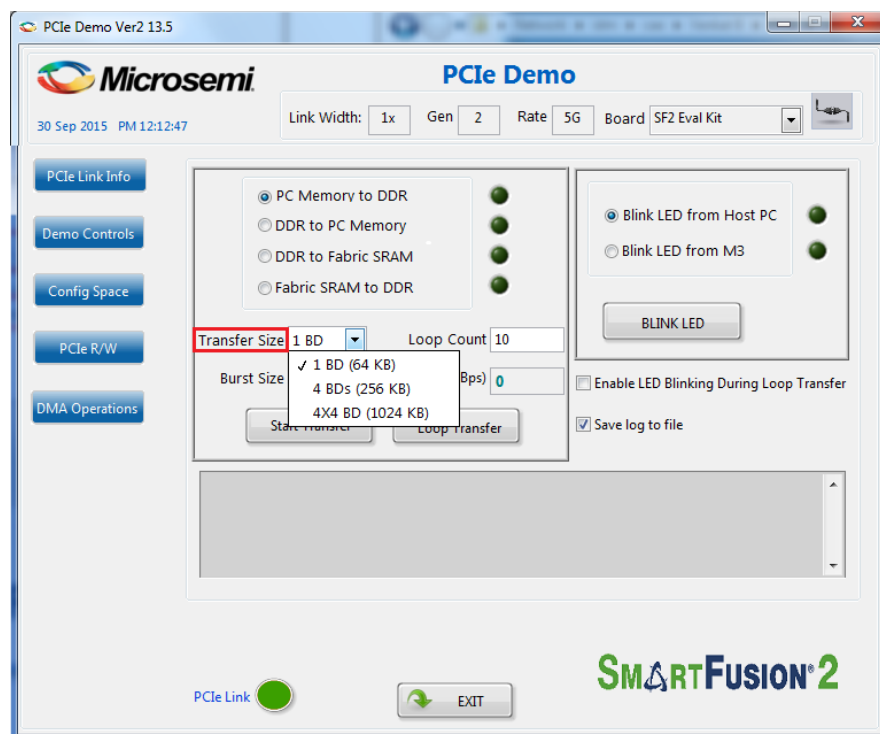 PCIe Demo Ver2 13.5
Microsemi.
PCIe Demo
30 Sep 2015 PM 12:12:47
Link Width: 1x Gen 2 Rate 5G Board SF2 Eval Kit
PCIe Link Info
Demo Controls
Config Space
PCIe R/W
DMA Operations
PC Memory to DDR
DDR to PC Memory
DDR to Fabric SRAM
Fabric SRAM to DDR
Transfer Size 1 BD Loop Count 10
✓ 1 BD (64 KB)
4 BDs (256 KB)
4X4 BD (1024 KB)
Burst Size Bps) 0
Start Transfer Loop Transfer
Blink LED from Host PC
Blink LED from M3
BLINK LED
Enable LED Blinking During Loop Transfer
Save log to file
PCIe Link
EXIT
SMARTFUSION®2